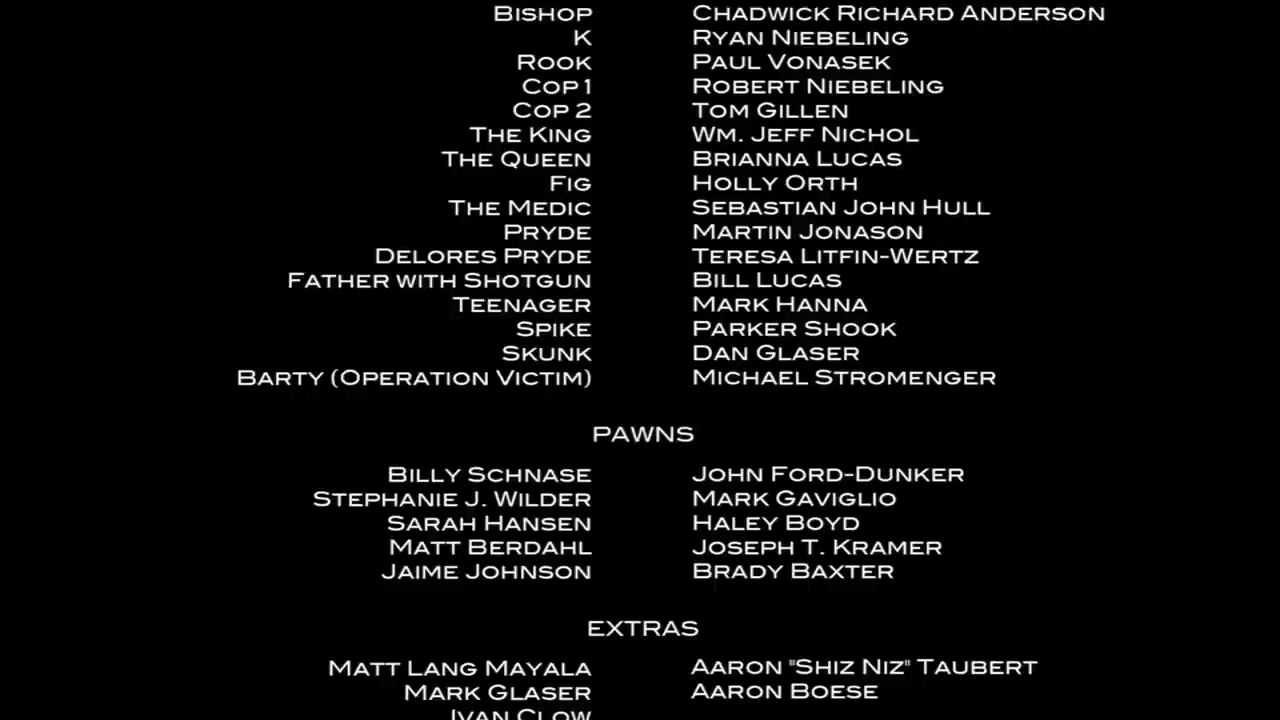 Bishop Chadwick Richard Anderson
K Ryan Niebeling
Rook Paul Vonasek
Cop 1 Robert Niebeling
Cop 2 Tom Gillen
The King Wm. Jeff Nichol
The Queen Brianna Lucas
Fig Holly Orth
The Medic Sebastian John Hull
Pryde Martin Jonason
Delores Pryde Teresa Litfin-Wertz
Father with Shotgun Bill Lucas
Teenager Mark Hanna
Spike Parker Shook
Skunk Dan Glaser
Barty (Operation Victim) Michael Stromenger
PAWNS
Billy Schnase John Ford-Dunker
Stephanie J. Wilder Mark Gaviglio
Sarah Hansen Haley Boyd
Matt Berdahl Joseph T. Kramer
Jaime Johnson Brady Baxter
EXTRAS
Matt Lang Mayala Aaron "Shiz Niz" Taubert
Mark Glaser Aaron Boese
Ivan Clow